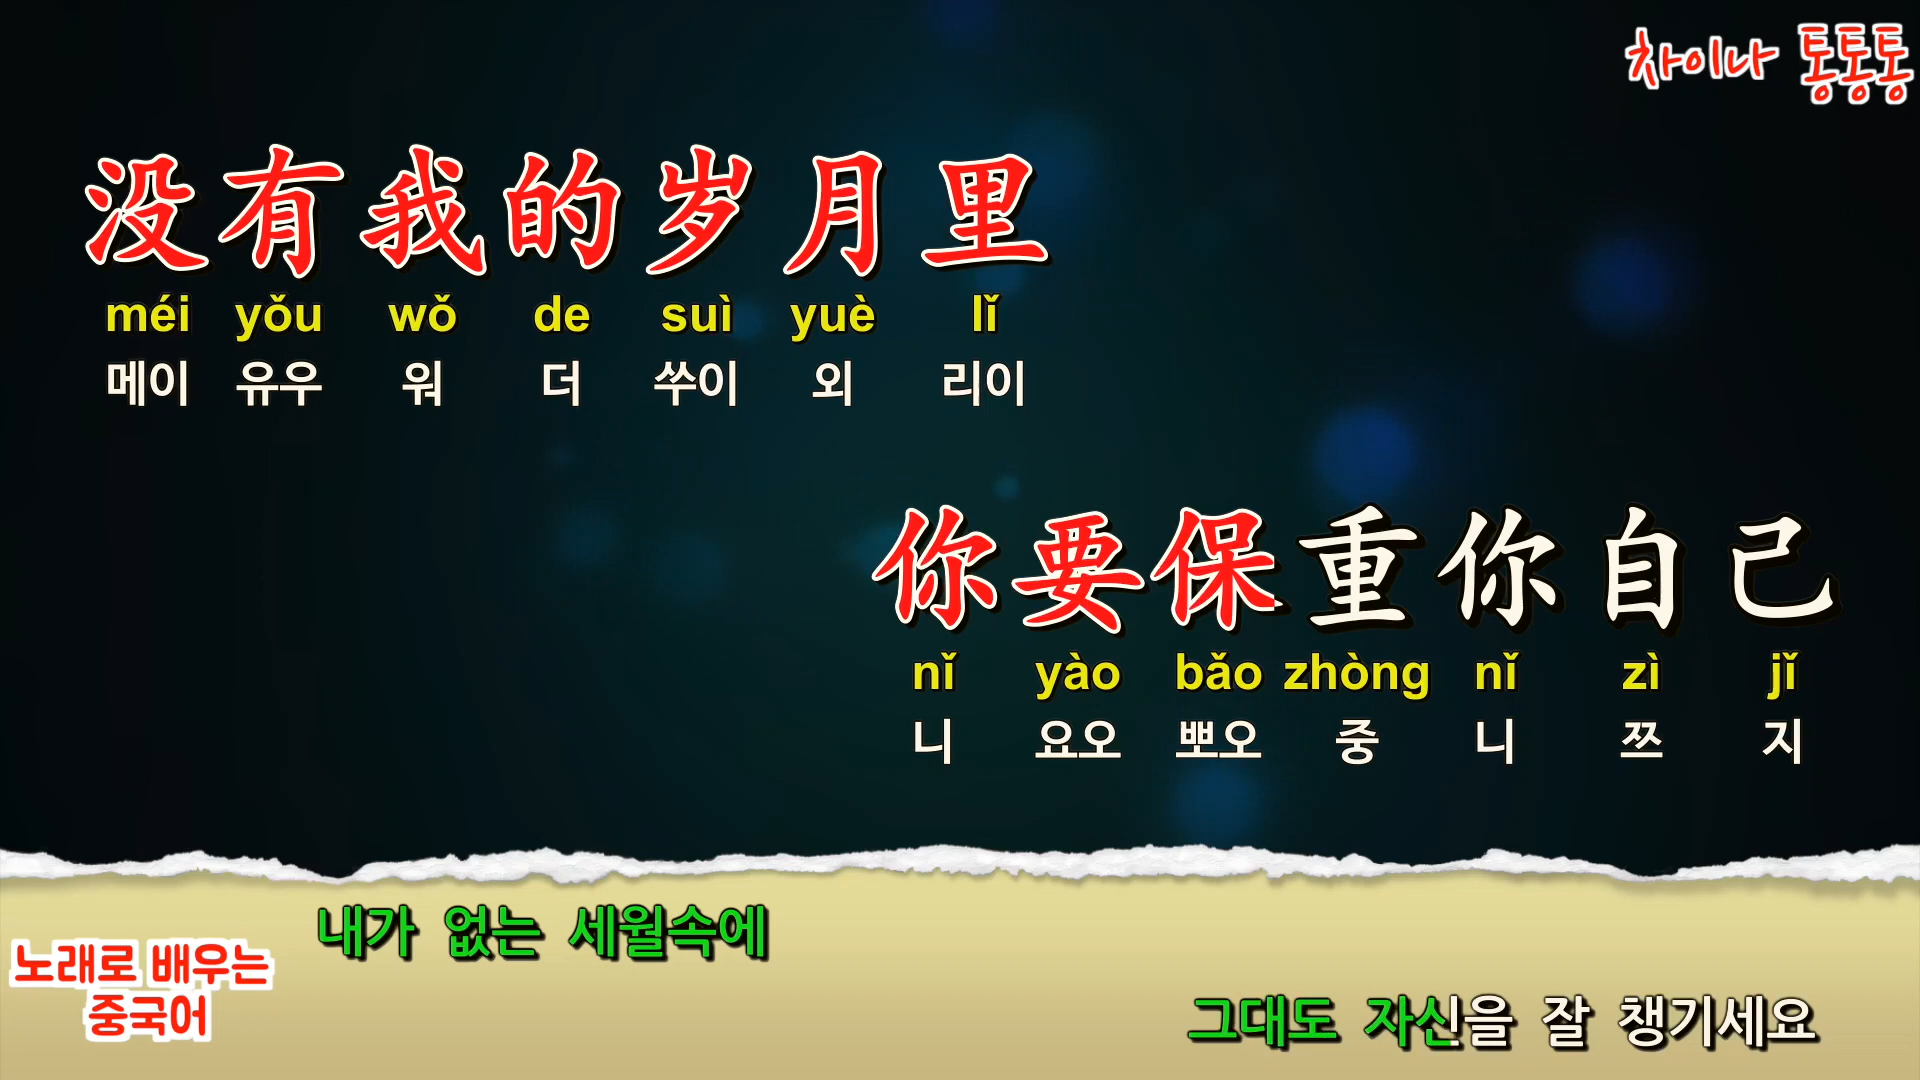 차이나 통통통
没有我的岁月里
méi yǒu wǒ de suì yuè lǐ
메이 유우 워 더 쑤이 외 리이
你要保重你自己
nǐ yào bǎo zhòng nǐ zì jǐ
니 요오 뽀오 중 니 쯔 지
내가 없는 세월속에
노래로 배우는
중국어
그대도 자신을 잘 챙기세요